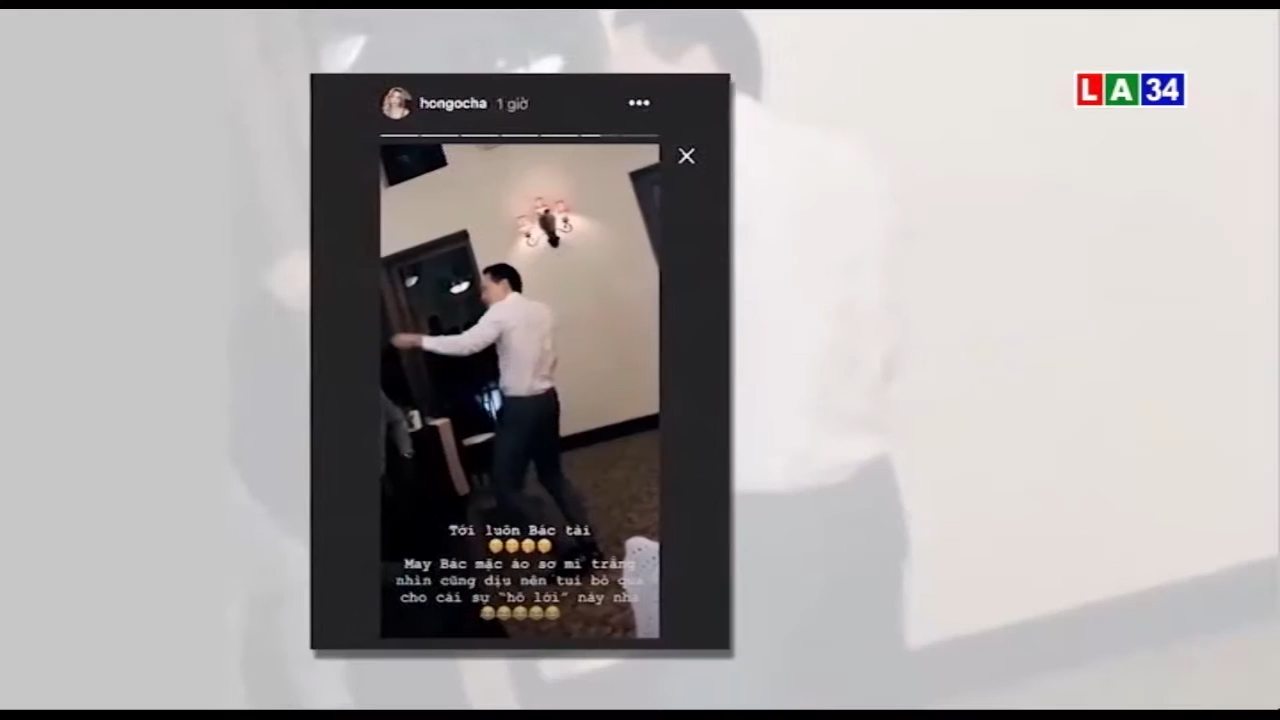 LA34
hongocha 1 giờ
Tới luôn Bác tài
May Bác mặc áo sơ mi trắng
nhìn cũng dịu nên tui bỏ qua
cho cái sự "hô lới" này nha